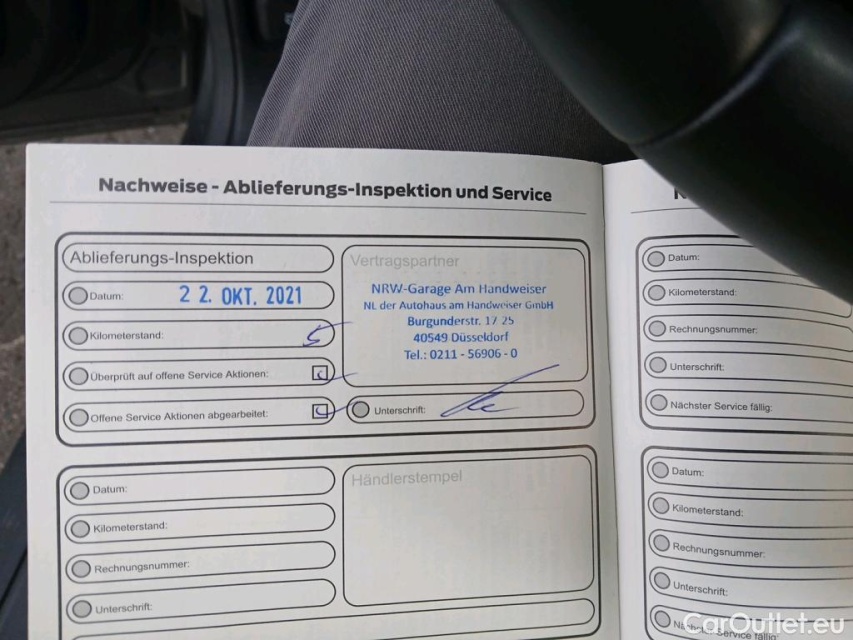 Nachweise - Ablieferungs-Inspektion und Service
Ablieferungs-Inspektion
Datum: 22. OKT. 2021
Kilometerstand: 5
Überprüft auf offene Service Aktionen:
Offene Service Aktionen abgearbeitet:
Vertragspartner
NRW-Garage Am Handweiser
NL der Autohaus am Handweiser GmbH
Burgunderstr. 17-25
40549 Düsseldorf
Tel.: 0211 - 56906 - 0
Unterschrift:
Datum:
Kilometerstand:
Rechnungsnummer:
Unterschrift:
Händlerstempel
Datum:
Kilometerstand:
Rechnungsnummer:
Unterschrift:
Nächster Service fällig:
Datum:
Kilometerstand:
Rechnungsnummer:
Unterschrift:
Nächster Service fällig:
CarOutlet.eu